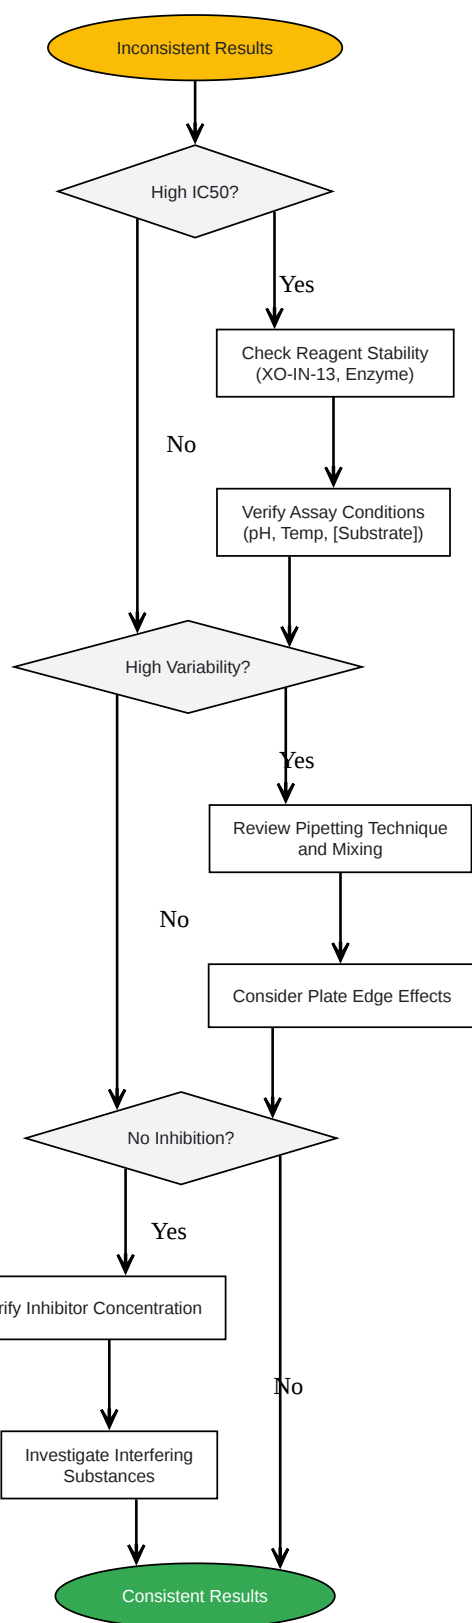 Inconsistent Results
High IC50?
Yes
Check Reagent Stability
(XO-IN-13, Enzyme)
No
Verify Assay Conditions
(pH, Temp, [Substrate])
High Variability?
Yes
Review Pipetting Technique
and Mixing
No
Consider Plate Edge Effects
No Inhibition?
Yes
rify Inhibitor Concentration
No
Investigate Interfering
Substances
Consistent Results